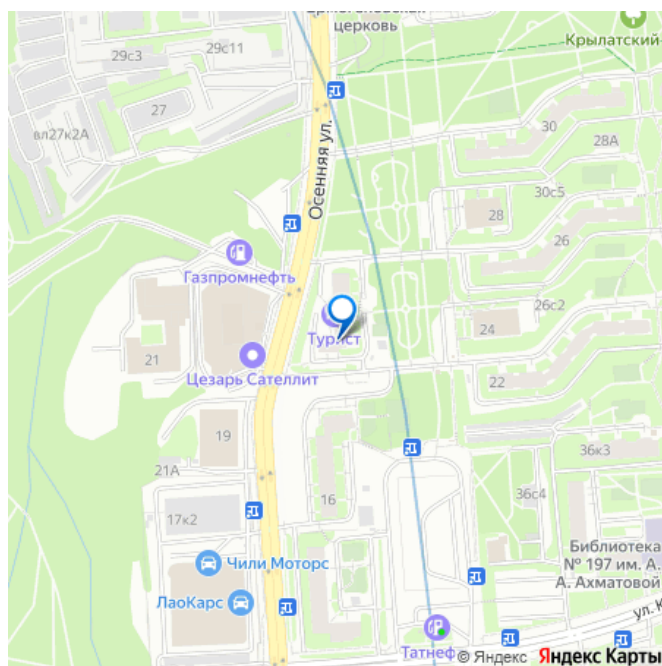 Ермогеновская
церковь
Крылатский-
29с3
29с11
27
вл27к2А
Осенняя ул.
30
28А
30с5
28
26
Газпромнефть
26с2
24
21
Турист
Цезарь Сателлит
22
19
36к3
21А
16
36с4
17к2
Библиотека
№ 197 им. А.
А. Ахматовой
Чили Моторс
ЛаоКарс
ул. К
Татнеф
© Яндекс Яндекс Карты